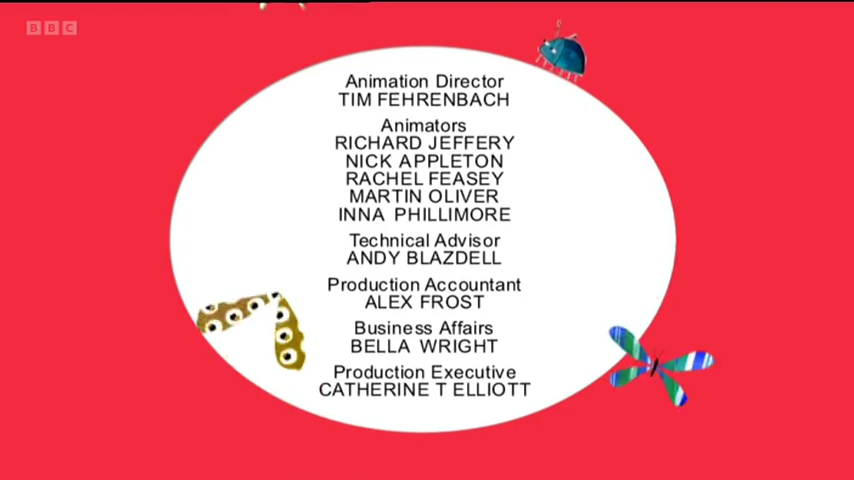 BBC
Animation Director
TIM FEHRENBACH
Animators
RICHARD JEFFERY
NICK APPLETON
RACHEL FEASEY
MARTIN OLIVER
INNA PHILLIMORE
Technical Advisor
ANDY BLAZDELL
Production Accountant
ALEX FROST
Business Affairs
BELLA WRIGHT
Production Executive
CATHERINE T ELLIOTT